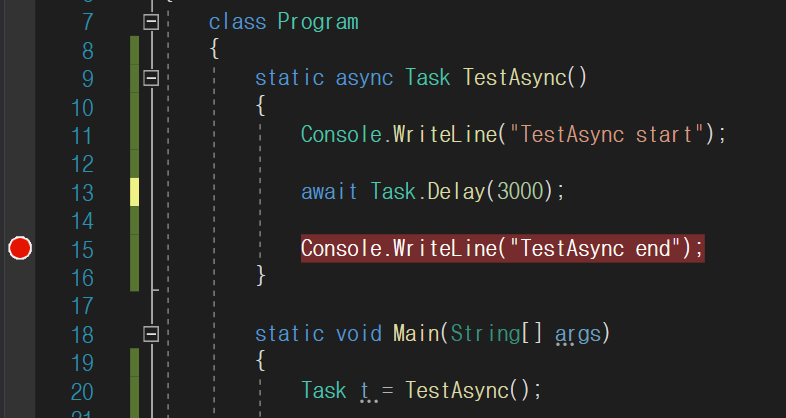 7 class Program
8 {
9 static async Task TestAsync()
10 {
11 Console.WriteLine("TestAsync start");
12
13 await Task.Delay(3000);
14
15 Console.WriteLine("TestAsync end");
16 }
17
18 static void Main(String[] args)
19 {
20 Task t = TestAsync();